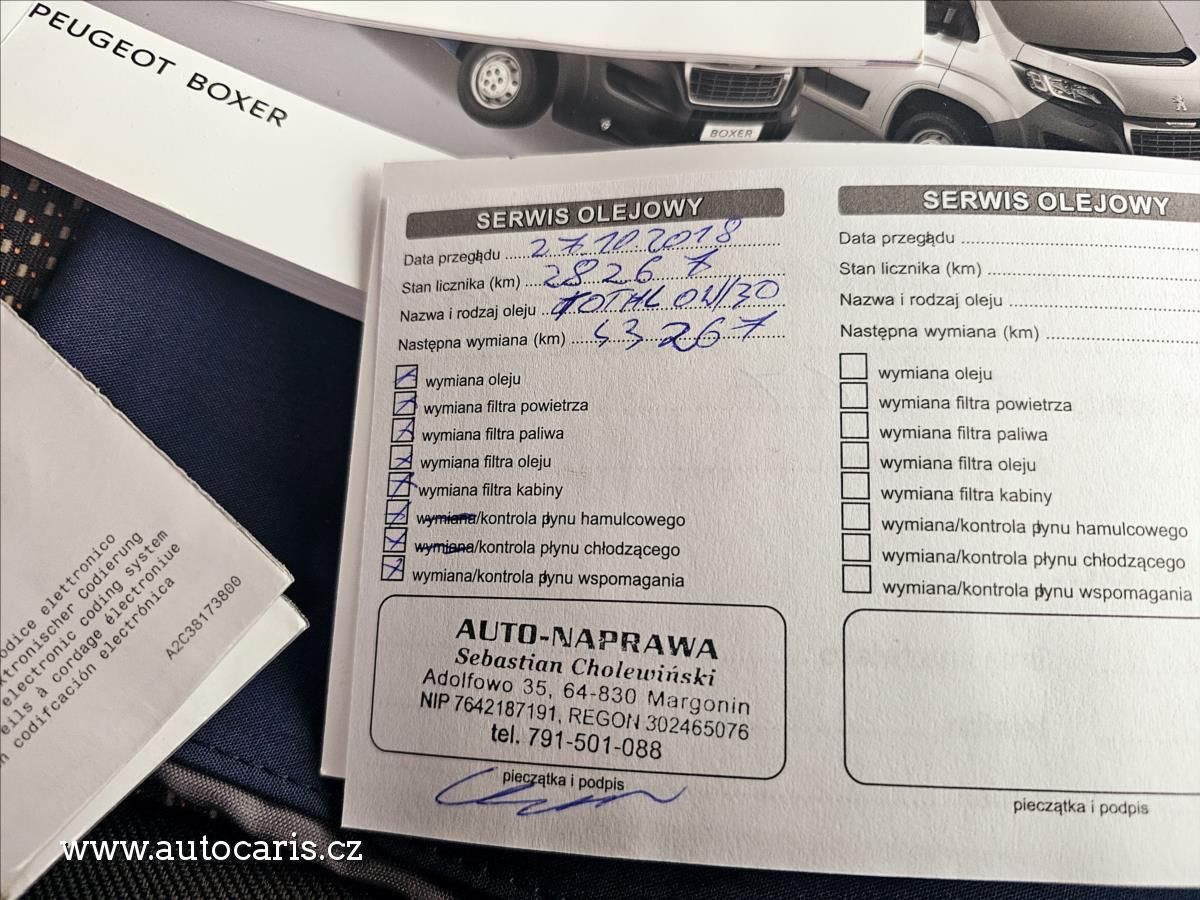 PEUGEOT BOXER
BOXER
SERWIS OLEJOWY
Data przeglądu 27.10.2018
Stan licznika (km) 28267
Nazwa i rodzaj oleju TOTAL 0W/30
Następna wymiana (km) 43267
wymiana oleju
wymiana filtra powietrza
wymiana filtra paliwa
wymiana filtra oleju
wymiana filtra kabiny
wymiana/kontrola płynu hamulcowego
wymiana/kontrola płynu chłodzącego
wymiana/kontrola płynu wspomagania
AUTO-NAPRAWA
Sebastian Cholewiński
Adolfowo 35, 64-830 Margonin
NIP 7642187191, REGON 302465076
tel. 791-501-088
pieczątka i podpis
SERWIS OLEJOWY
Data przeglądu
Stan licznika (km)
Nazwa i rodzaj oleju
Następna wymiana (km)
wymiana oleju
wymiana filtra powietrza
wymiana filtra paliwa
wymiana filtra oleju
wymiana filtra kabiny
wymiana/kontrola płynu hamulcowego
wymiana/kontrola płynu chłodzącego
wymiana/kontrola płynu wspomagania
pieczątka i podpis
odice elettronico
ktronischer Codierung
electronic coding system
eils à cordage électroniue
n codifcación electrónica
A2C38173800
www.autocaris.cz